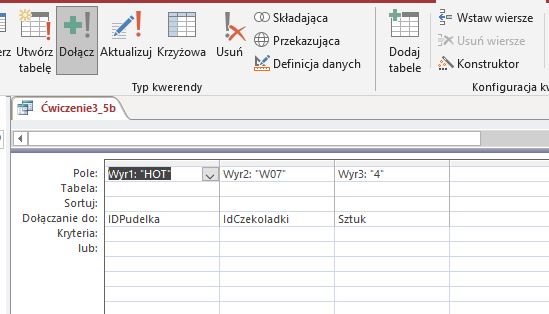 erz
Utwórz tabelę
Dołącz
Aktualizuj
Krzyżowa
Usuń
Składająca
Przekazująca
Definicja danych
Dodaj tabele
Wstaw wiersze
Usuń wiersze
Konstruktor
Typ kwerendy
Konfiguracja kw
Ćwiczenie3_5b
Pole: Wyr1: "HOT" Wyr2: "W07" Wyr3: "4"
Tabela:
Sortuj:
Dołączanie do: IDPudelka IdCzekoladki Sztuk
Kryteria:
lub: